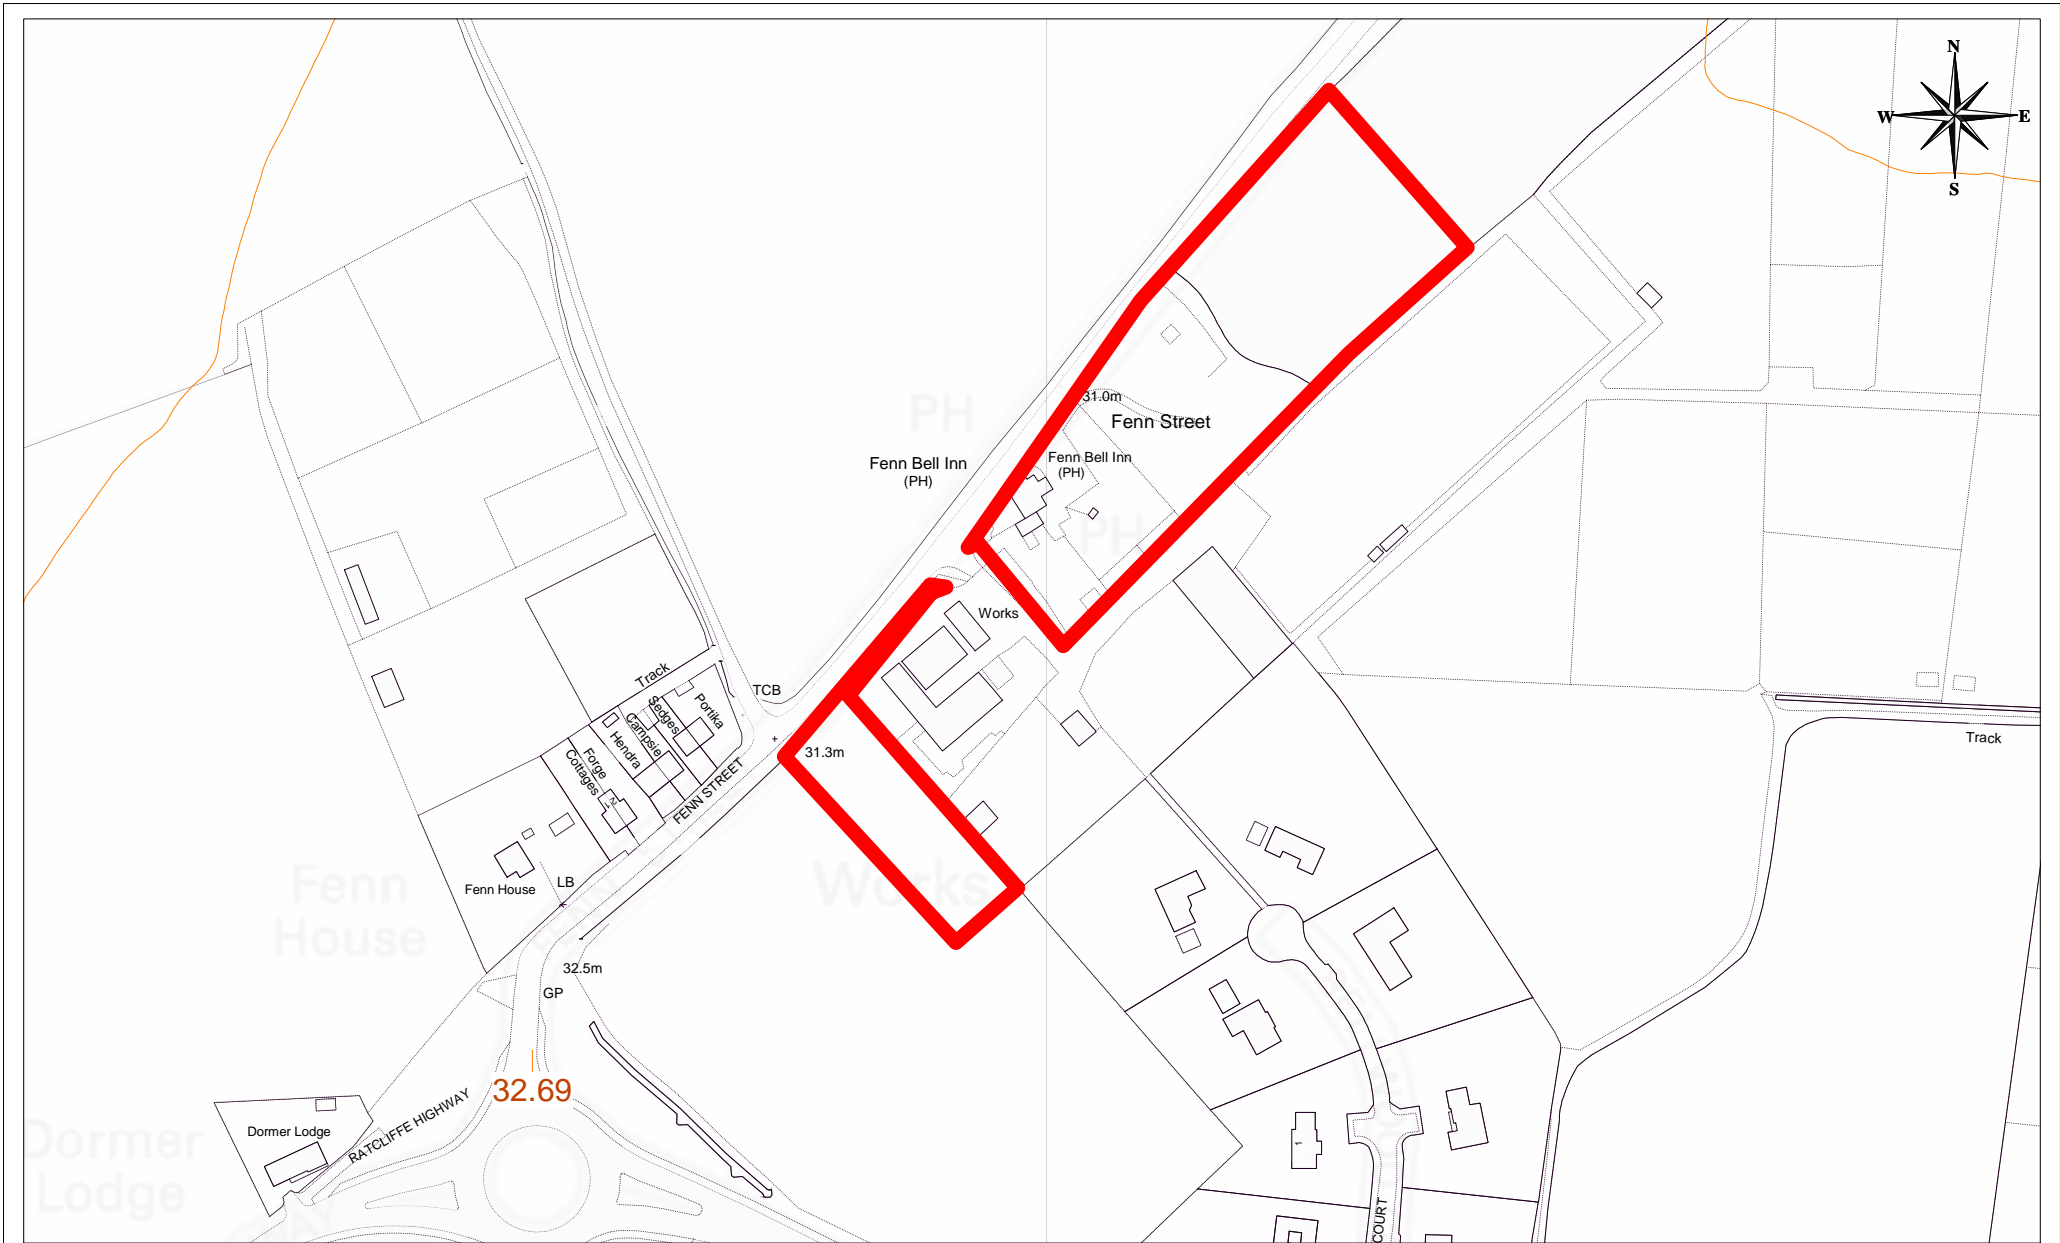 N
W
E
S
PH
31.0m
Fenn Street
Fenn Bell Inn
(PH)
Fenn Bell Inn
(PH)
PH
Works
Track
TCB
Portika
Sedges
Campsie
Hendra
Forge
Cottages
31.3m
FENN STREET
Track
Works
Fenn
House
Fenn House
LB
32.5m
GP
32.69
RATCLIFFE HIGHWAY
Dormer Lodge
Dormer
Lodge
1
COURT